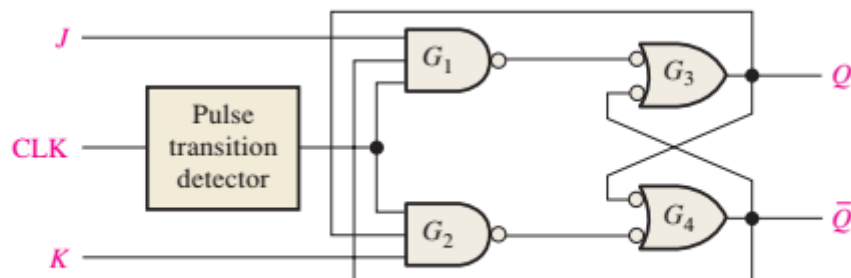 J
G₁
G₃
Q
Pulse
transition
detector
CLK
G₂
G₄
Q̅
K